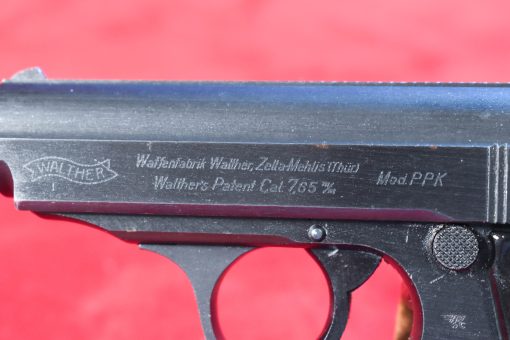 WALTHER
Waffenfabrik Walther, Zella-Mehlis (Thür)
Walther's Patent Cal. 7,65 m/m
Mod. PPK